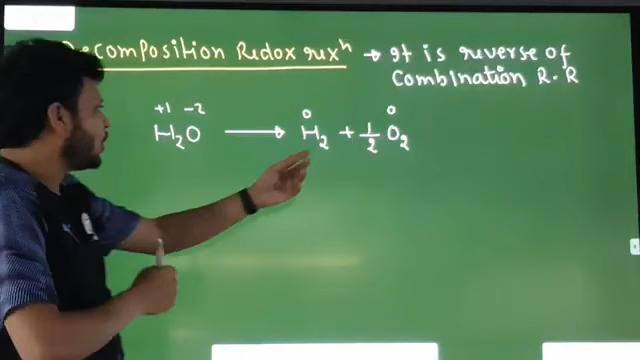 Decomposition Redox rxⁿ → It is reverse of
Combination R.R
+1 -2 0 0
H₂O ⟶ H₂ + 1/2 O₂